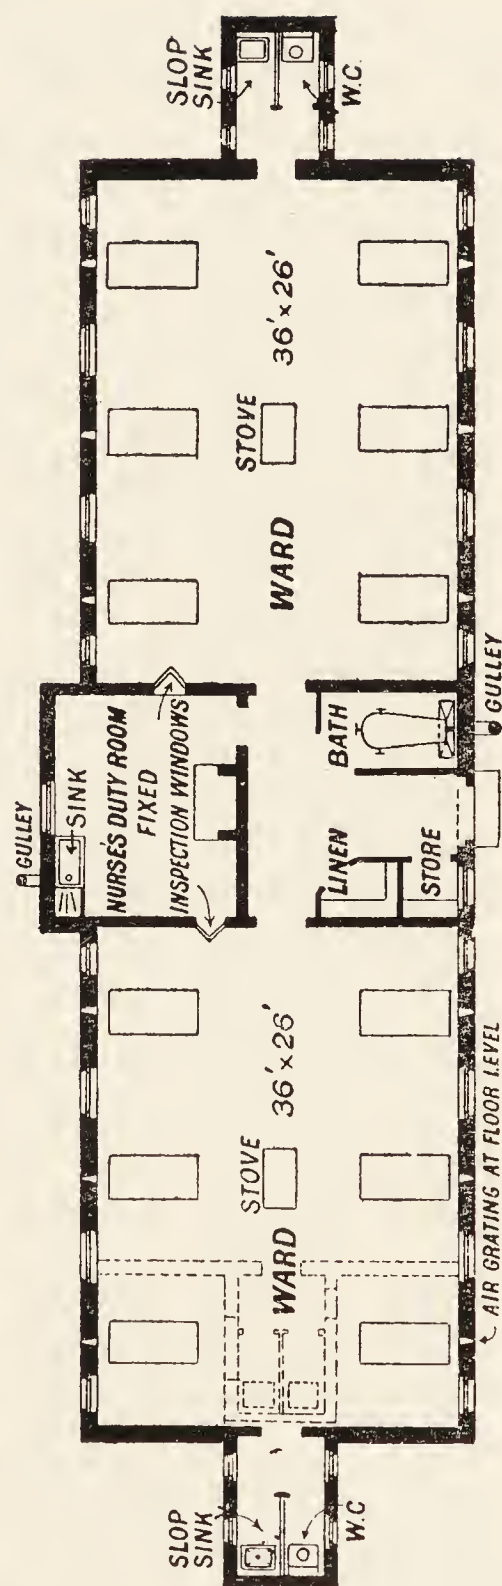 SLOP
SINK
W.C
WARD
STOVE
36'×26'
AIR GRATING AT FLOOR LEVEL
GULLEY
SINK
NURSE'S DUTY ROOM
FIXED
INSPECTION WINDOWS
LINEN
BATH
STORE
GULLEY
WARD
STOVE
36'×26'
SLOP
SINK
W.C.